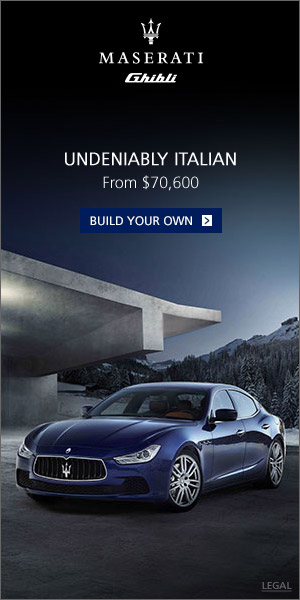 MASERATI
Ghibli
UNDENIABLY ITALIAN
From $70,600
BUILD YOUR OWN
LEGAL